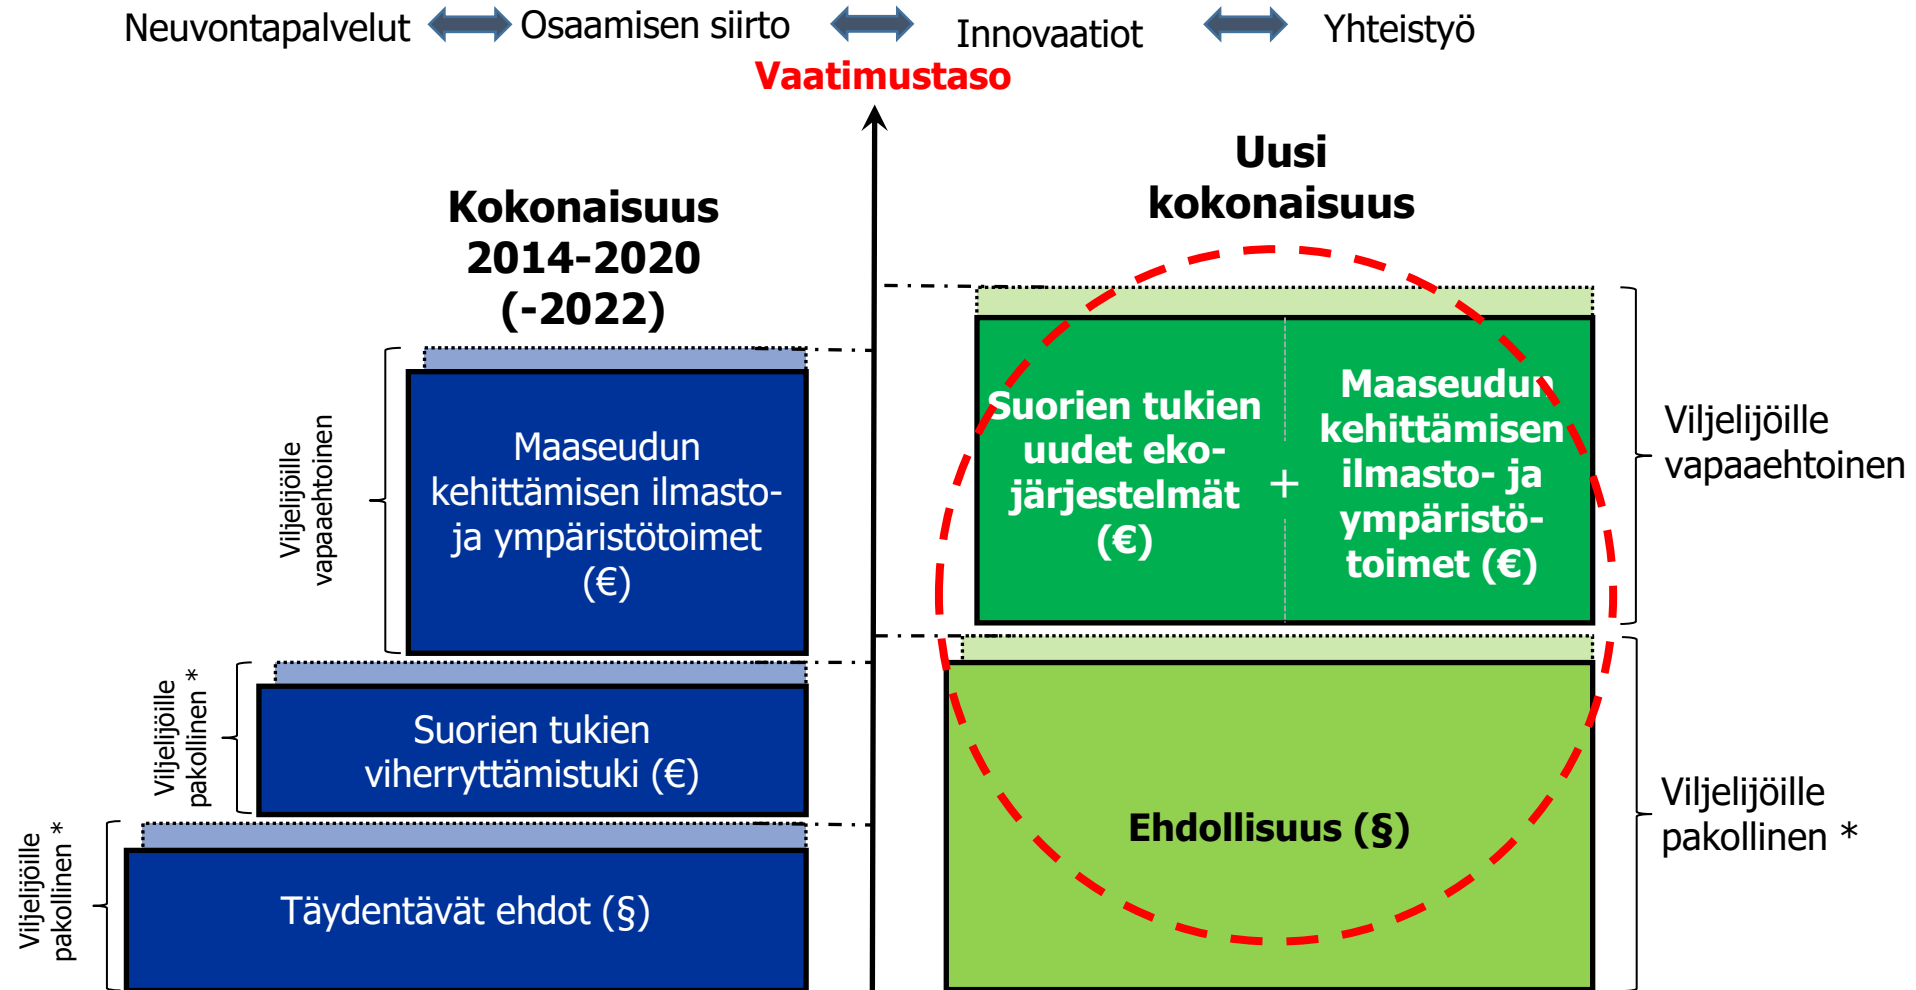 Neuvontapalvelut Osaamisen siirto Innovaatiot Yhteistyö
Vaatimustaso
Kokonaisuus
2014-2020
(-2022)
Viljelijöille
vapaaehtoinen
Maaseudun
kehittämisen ilmasto-
ja ympäristötoimet
(€)
Viljelijöille
pakollinen *
Suorien tukien
viherryttämistuki (€)
Viljelijöille
pakollinen *
Täydentävät ehdot (§)
Uusi
kokonaisuus
Suorien tukien
uudet eko-
järjestelmät
(€)
+
Maaseudun
kehittämisen
ilmasto- ja
ympäristö-
toimet (€)
Viljelijöille
vapaaehtoinen
Ehdollisuus (§)
Viljelijöille
pakollinen *